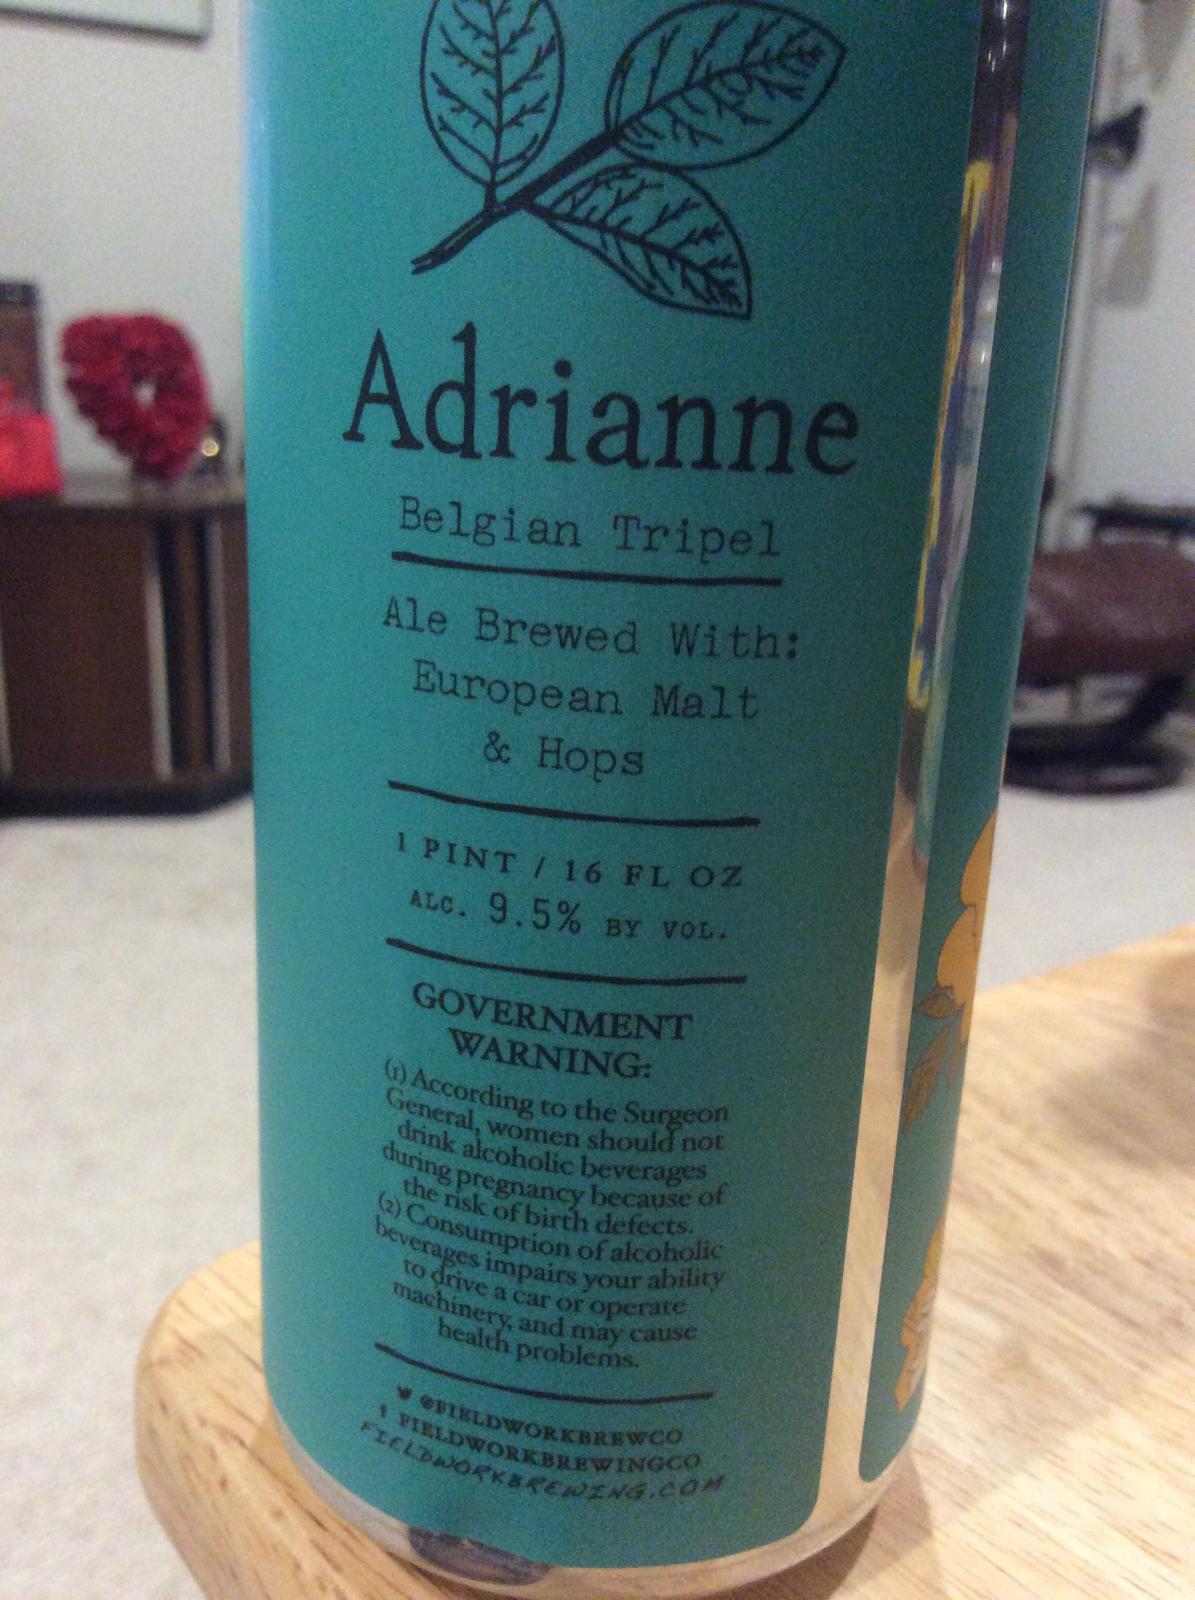 Adrianne
Belgian Tripel
Ale Brewed With:
European Malt
& Hops
1 PINT / 16 FL OZ
ALC. 9.5% BY VOL.
GOVERNMENT
WARNING:
(1) According to the Surgeon
General, women should not
drink alcoholic beverages
during pregnancy because of
the risk of birth defects.
(2) Consumption of alcoholic
beverages impairs your ability
to drive a car or operate
machinery, and may cause
health problems.
@FIELDWORKBREWCO
f FIELDWORKBREWINGCO
FIELDWORKBREWING.COM